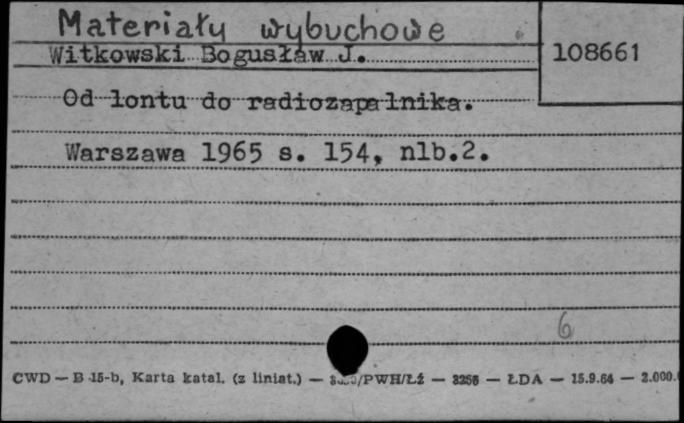 Materiały wybuchowe
Witkowski Bogusław J.
108661
Od lontu do radiozapalnika.
Warszawa 1965 s. 154, nlb.2.
6
CWD — B 15-b, Karta katal. (z liniat.) — /PWH/Łź — 3256 — ŁDA — 15.9.64 — 2.000.